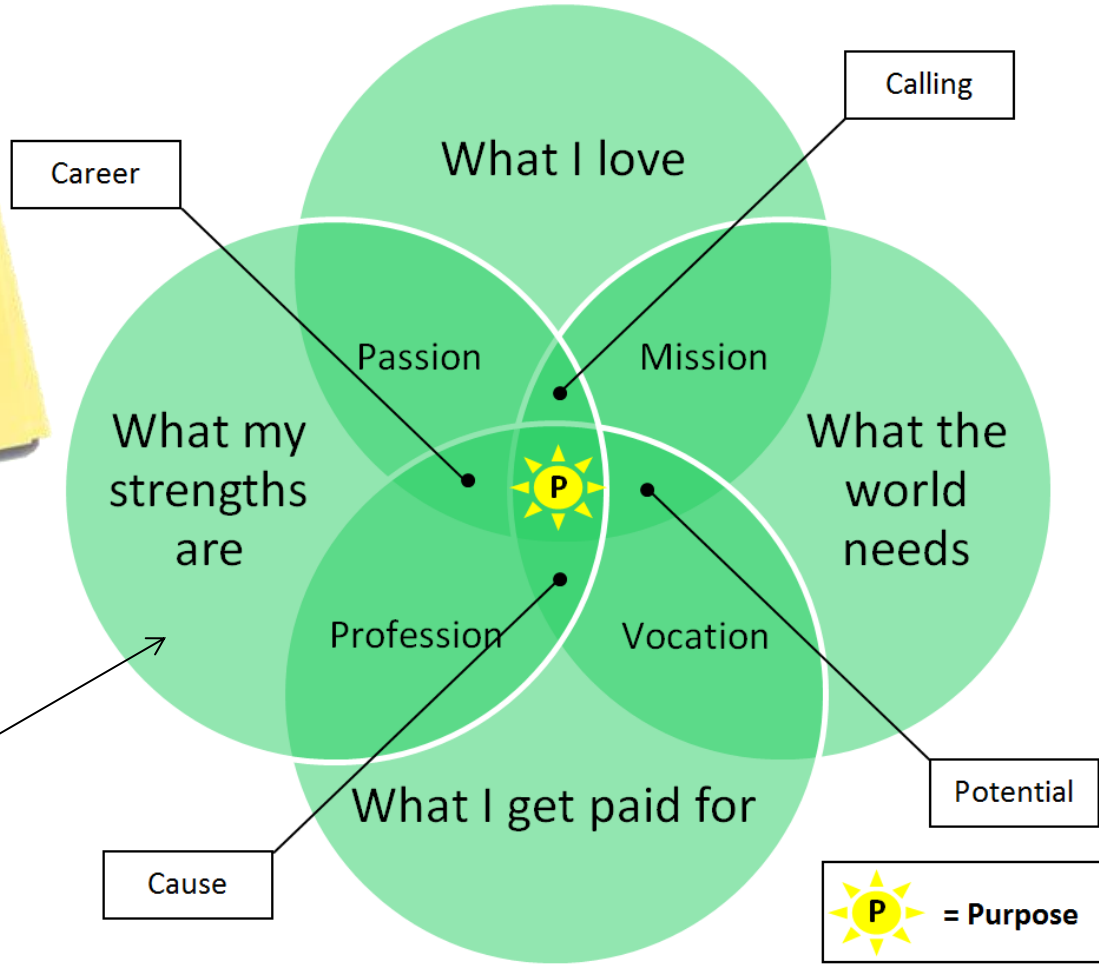 Calling
What I love
Career
Passion
Mission
What my
strengths
are
What the
world
needs
P
Profession
Vocation
What I get paid for
Potential
Cause
P = Purpose